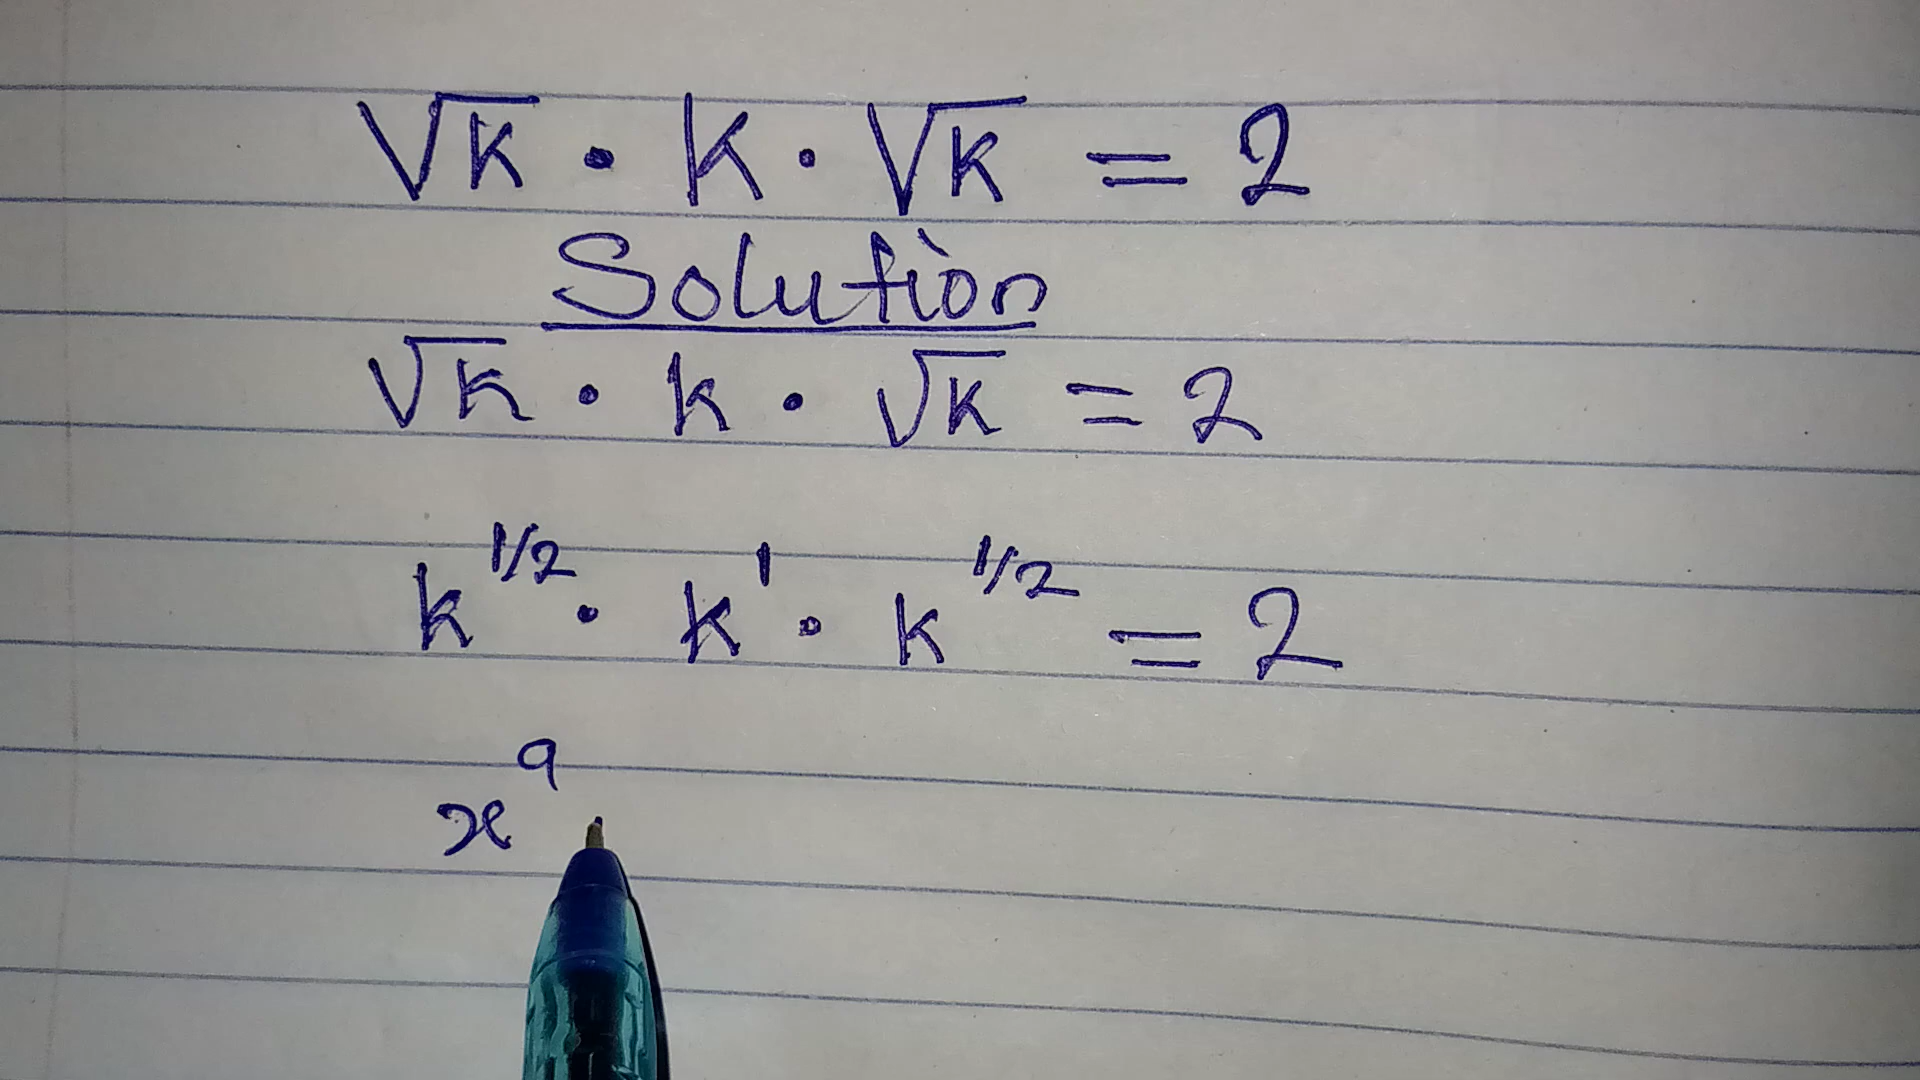 √k · k · √k = 2
Solution
√k · k · √k = 2
k^1/2 · k^1 · k^1/2 = 2
x^a